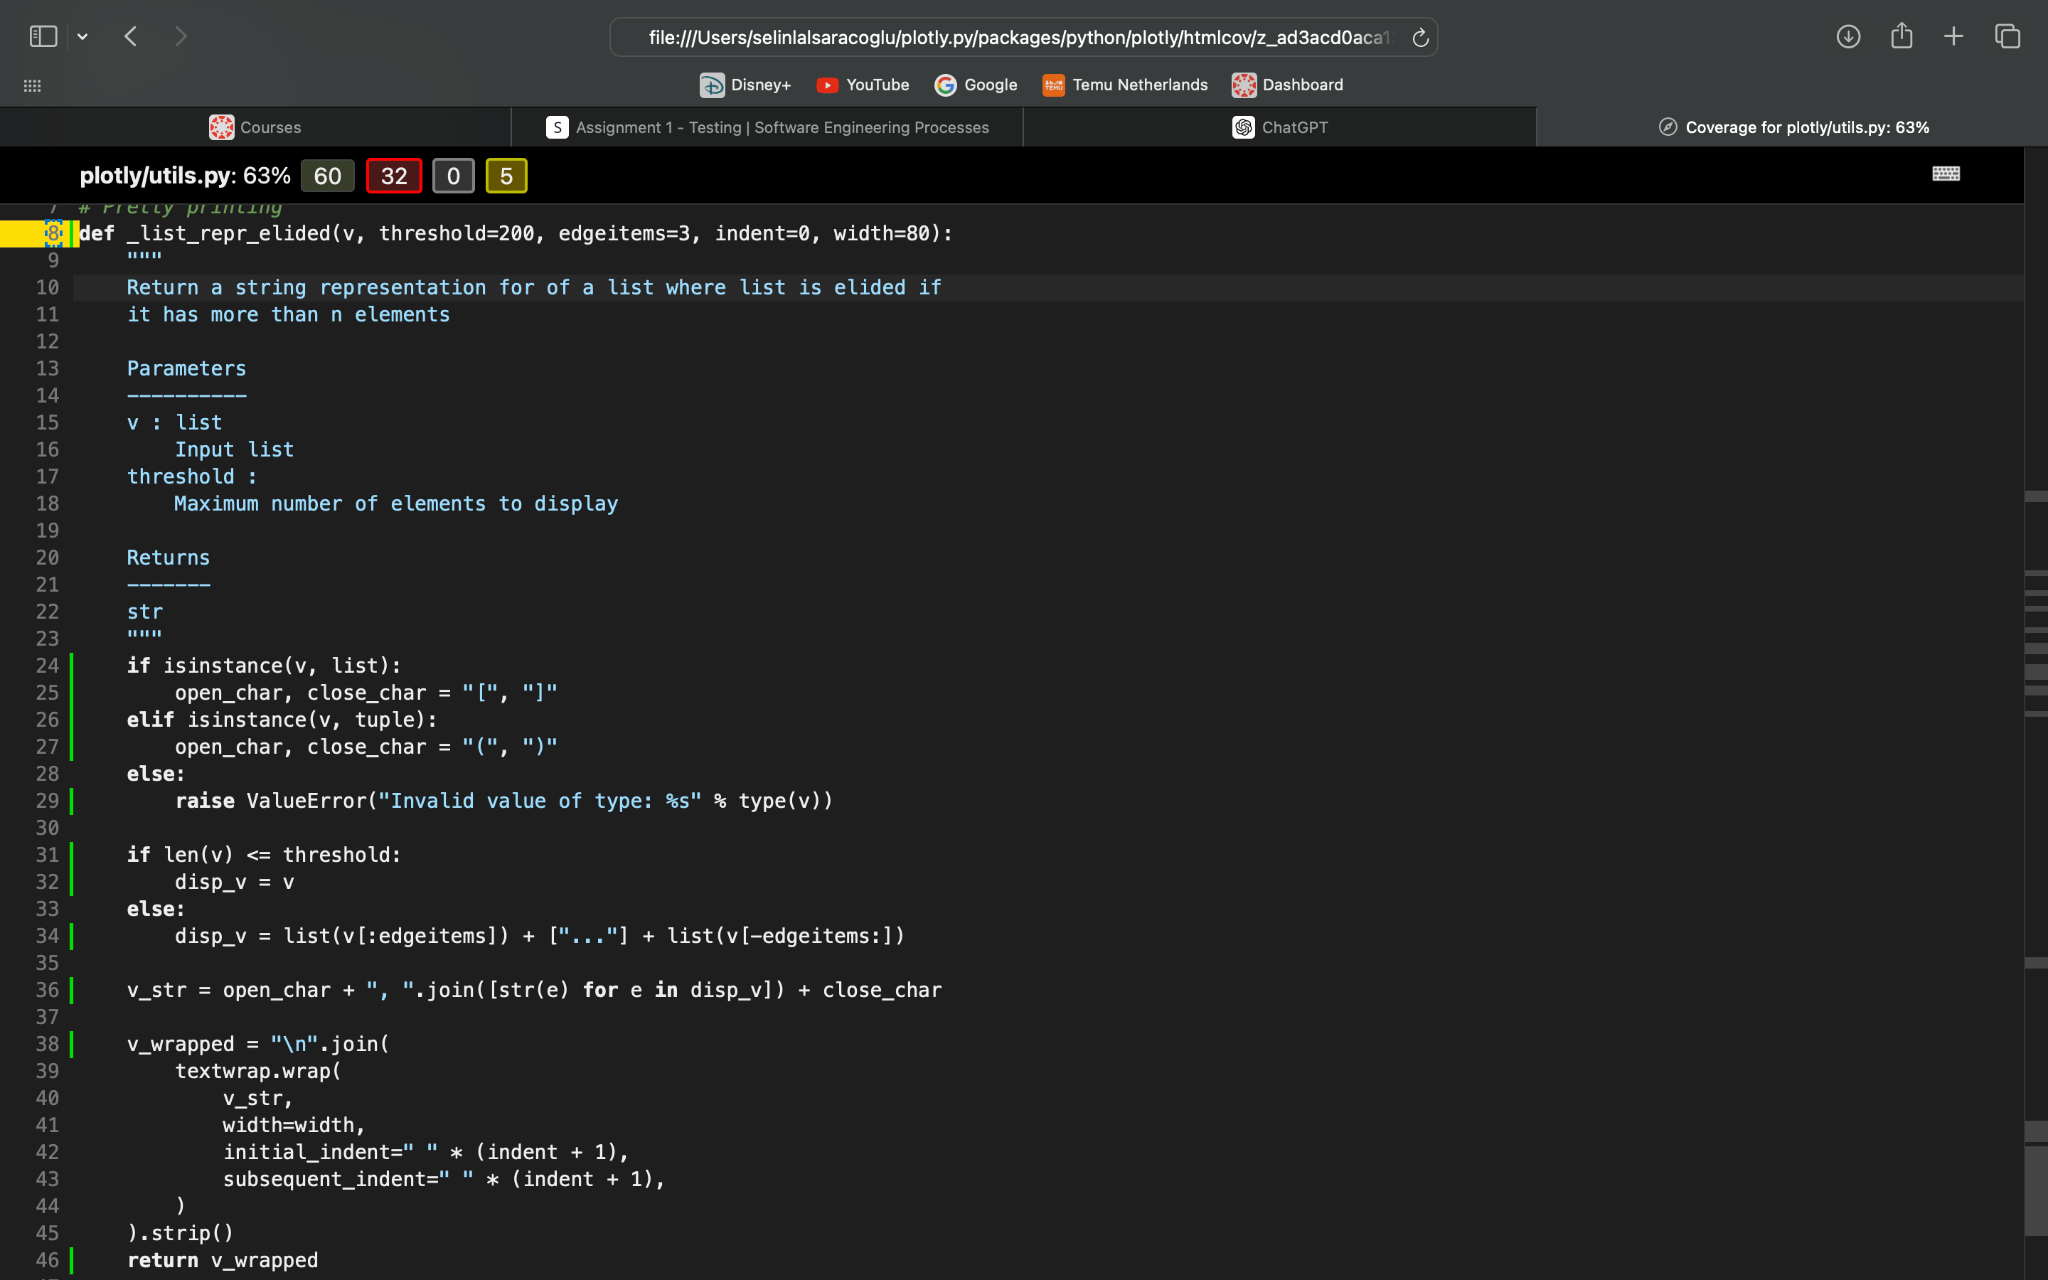 file:///Users/selinlalsaracoglu/plotly.py/packages/python/plotly/htmlcov/z_ad3acd0aca1
Disney+ YouTube Google Temu Netherlands Dashboard
Courses S Assignment 1 - Testing | Software Engineering Processes ChatGPT Coverage for plotly/utils.py: 63%
plotly/utils.py: 63% 60 32 0 5
7 # Pretty printing
8 def _list_repr_elided(v, threshold=200, edgeitems=3, indent=0, width=80):
9     """
10     Return a string representation for of a list where list is elided if
11     it has more than n elements
12
13     Parameters
14     ----------
15     v : list
16         Input list
17     threshold :
18         Maximum number of elements to display
19
20     Returns
21     -------
22     str
23     """
24     if isinstance(v, list):
25         open_char, close_char = "[", "]"
26     elif isinstance(v, tuple):
27         open_char, close_char = "(", ")"
28     else:
29         raise ValueError("Invalid value of type: %s" % type(v))
30
31     if len(v) <= threshold:
32         disp_v = v
33     else:
34         disp_v = list(v[:edgeitems]) + ["..."] + list(v[-edgeitems:])
35
36     v_str = open_char + ", ".join([str(e) for e in disp_v]) + close_char
37
38     v_wrapped = "\n".join(
39         textwrap.wrap(
40             v_str,
41             width=width,
42             initial_indent=" " * (indent + 1),
43             subsequent_indent=" " * (indent + 1),
44         )
45     ).strip()
46     return v_wrapped